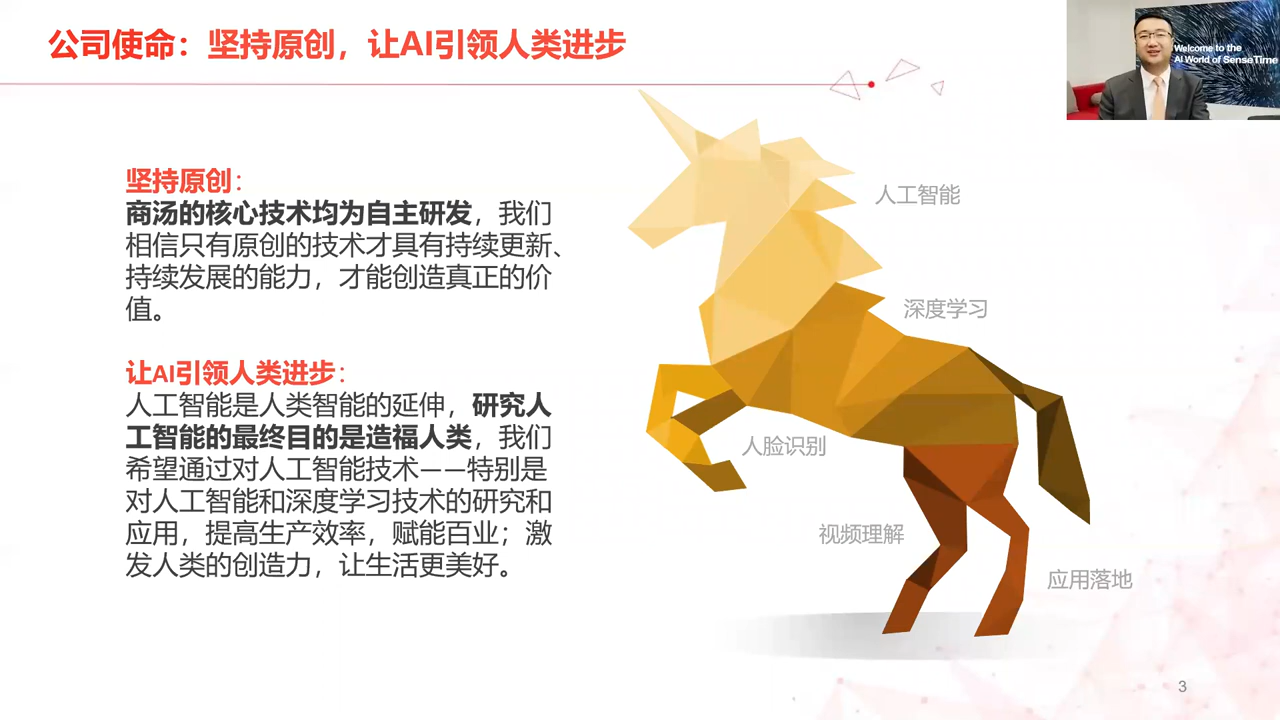 公司使命：坚持原创，让AI引领人类进步
Welcome to the
AI World of SenseTime
坚持原创：
商汤的核心技术均为自主研发，我们
相信只有原创的技术才具有持续更新、
持续发展的能力，才能创造真正的价
值。
让AI引领人类进步：
人工智能是人类智能的延伸，研究人
工智能的最终目的是造福人类，我们
希望通过对人工智能技术——特别是
对人工智能和深度学习技术的研究和
应用，提高生产效率，赋能百业；激
发人类的创造力，让生活更美好。
人工智能
深度学习
人脸识别
视频理解
应用落地
3